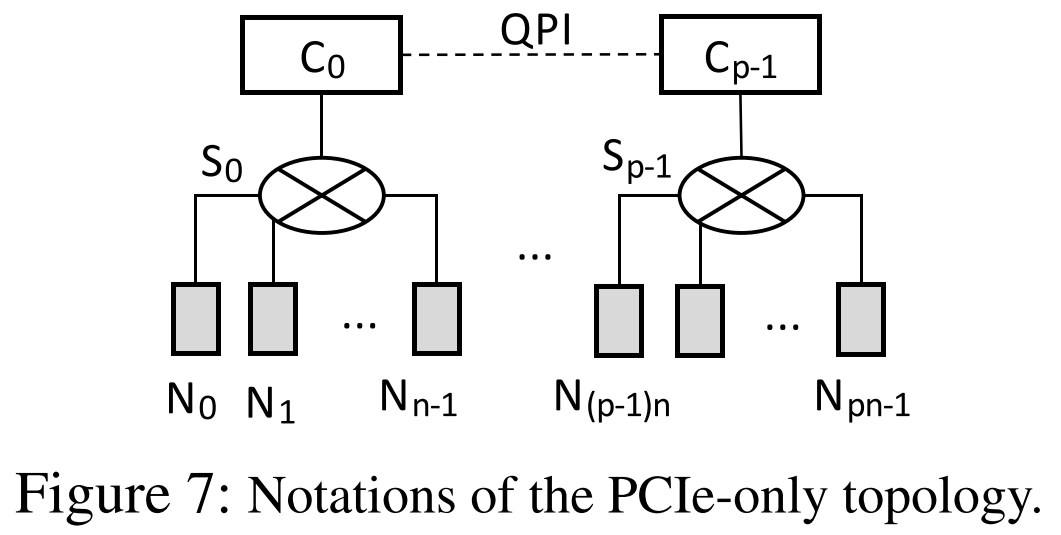 QPI
C0 Cp-1
S0 Sp-1
...
... ...
N0 N1 Nn-1 N(p-1)n Npn-1
Figure 7: Notations of the PCIe-only topology.